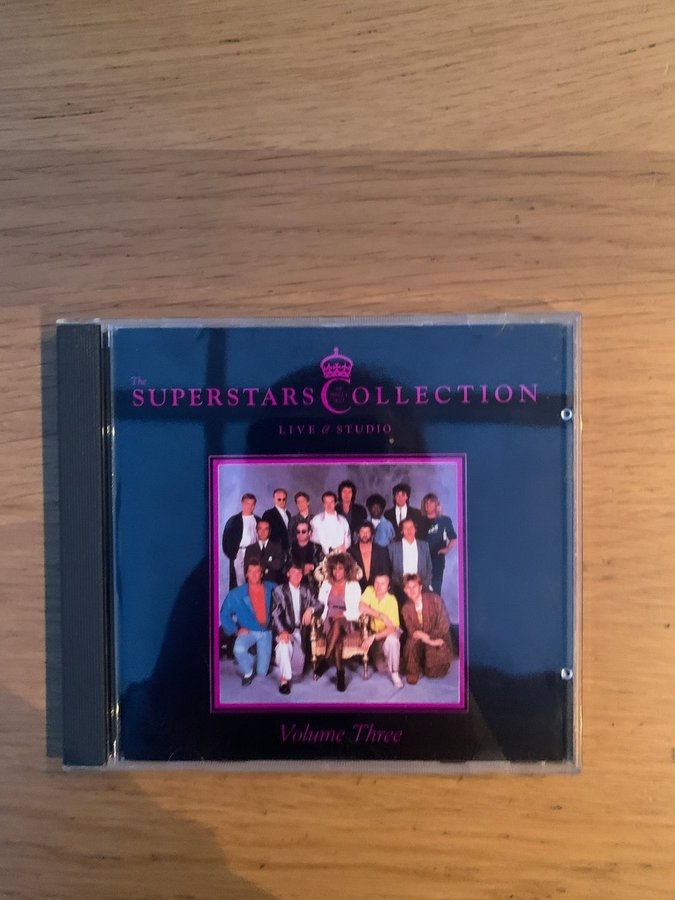 The
SUPERSTARS COLLECTION
LIVE & STUDIO
Volume Three